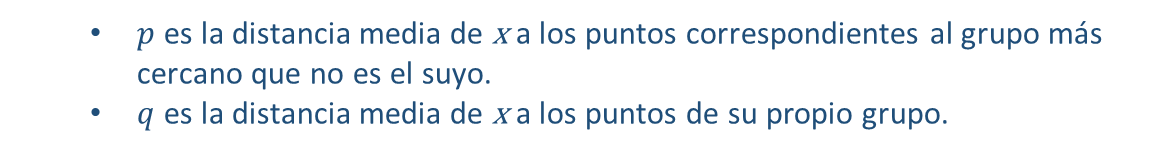 • p es la distancia media de x a los puntos correspondientes al grupo más
cercano que no es el suyo.
• q es la distancia media de x a los puntos de su propio grupo.